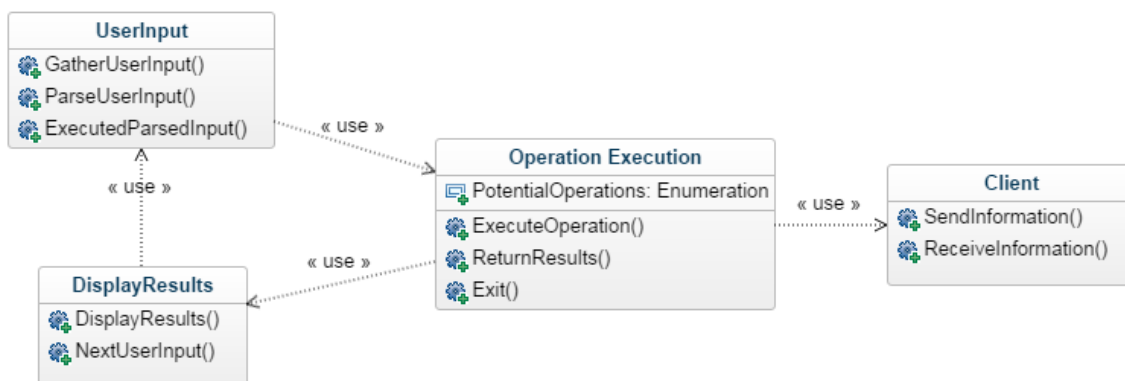 UserInput
GatherUserInput()
ParseUserInput()
ExecutedParsedInput()
« use »
« use »
Operation Execution
PotentialOperations: Enumeration
ExecuteOperation()
ReturnResults()
Exit()
« use »
Client
SendInformation()
ReceiveInformation()
« use »
DisplayResults
DisplayResults()
NextUserInput()